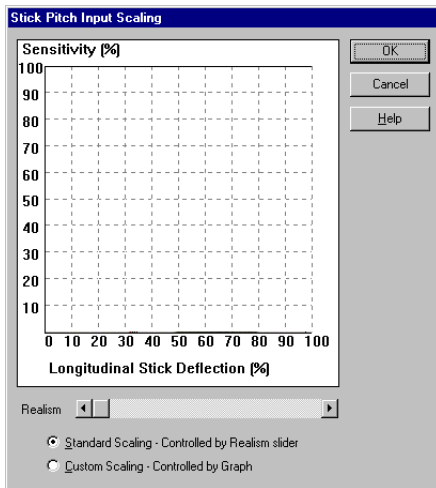 Stick Pitch Input Scaling
Sensitivity (%)
100
90
80
70
60
50
40
30
20
10
0 10 20 30 40 50 60 70 80 90 100
Longitudinal Stick Deflection (%)
OK
Cancel
Help
Realism
Standard Scaling - Controlled by Realism slider
Custom Scaling - Controlled by Graph